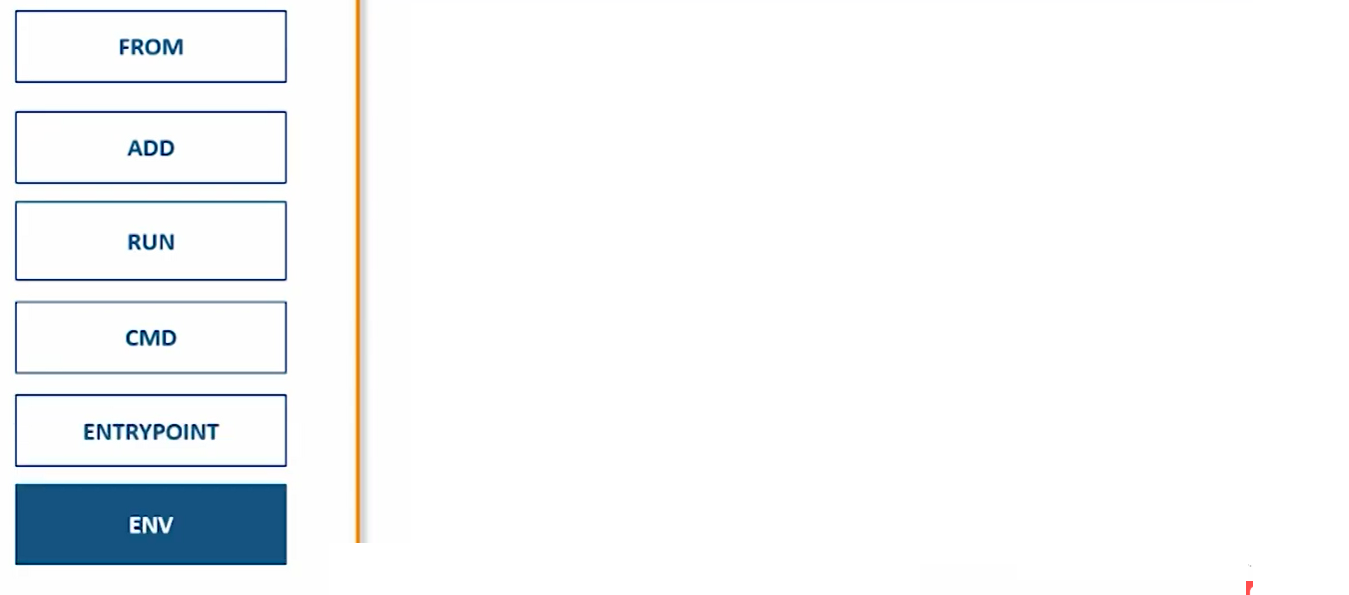 FROM
ADD
RUN
CMD
ENTRYPOINT
ENV